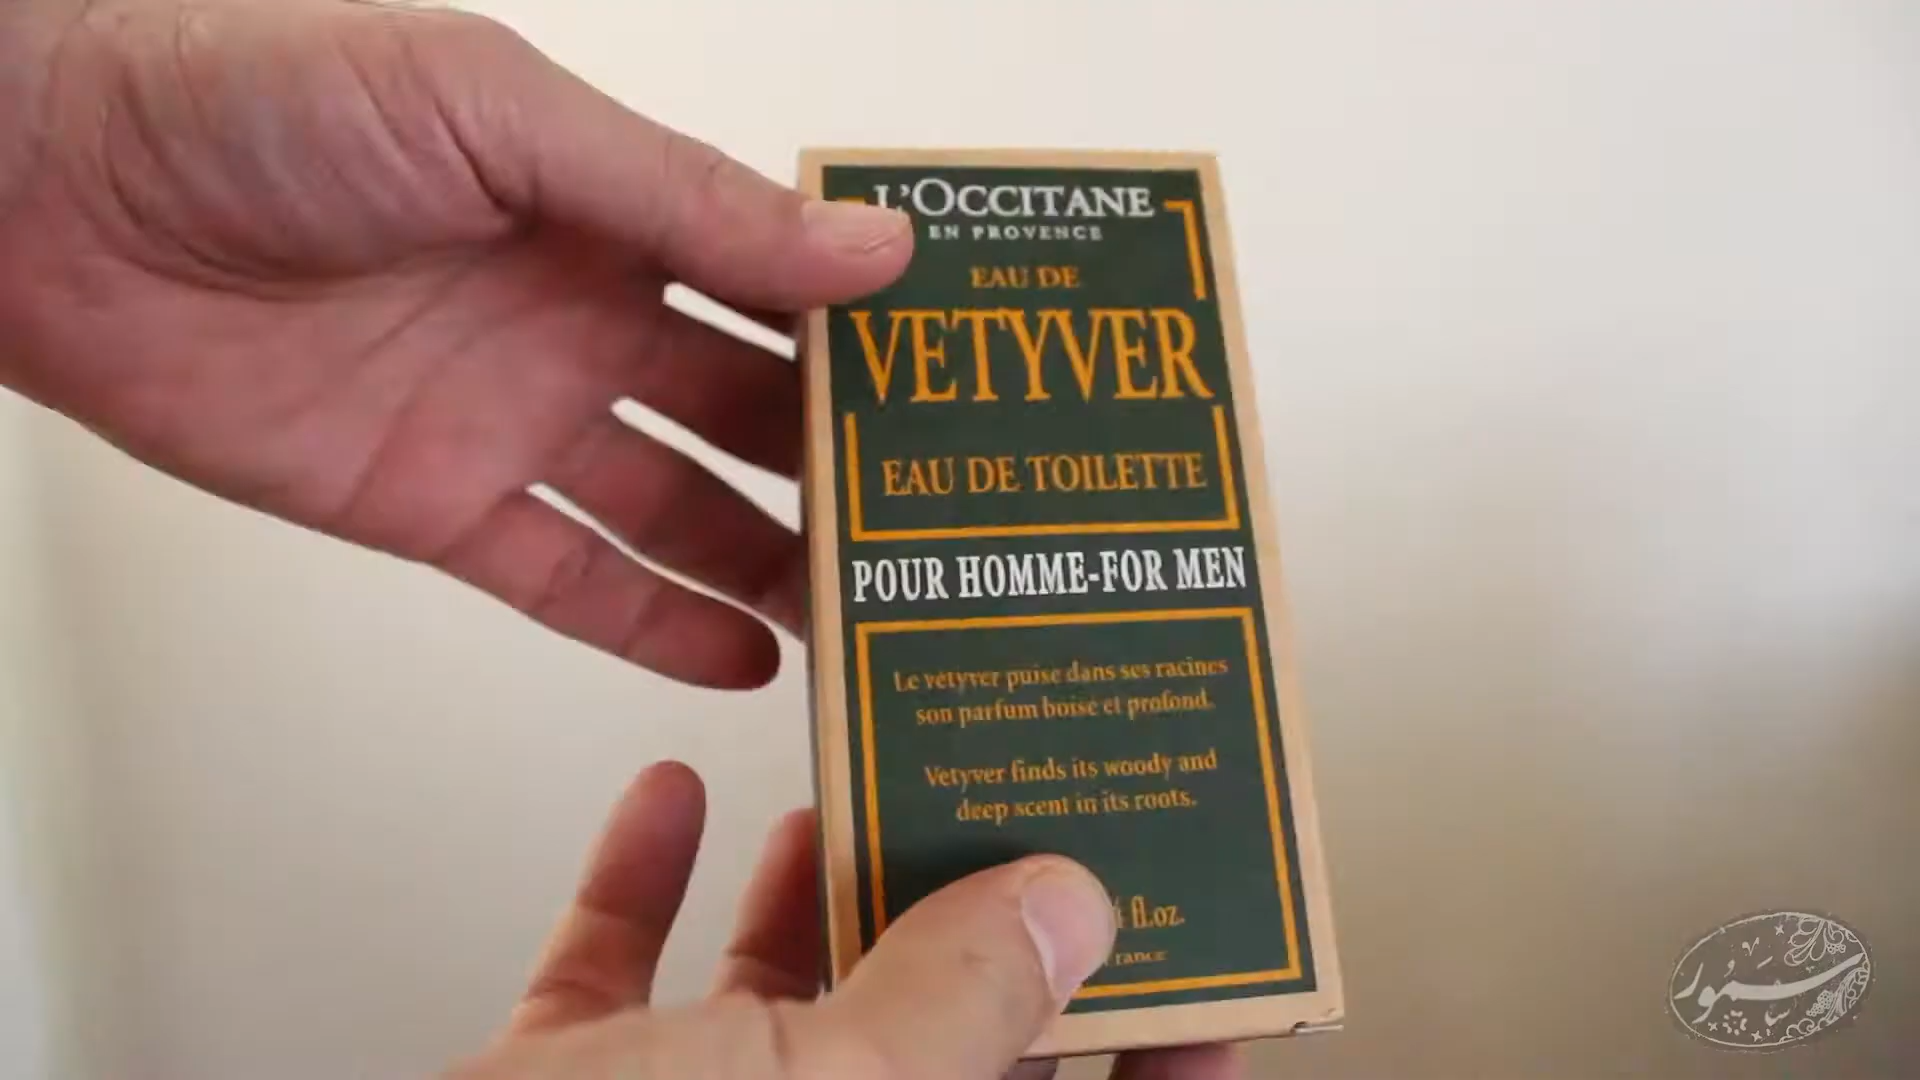 L'OCCITANE
EN PROVENCE
EAU DE
VETYVER
EAU DE TOILETTE
POUR HOMME-FOR MEN
Le vétyver puise dans ses racines
son parfum boisé et profond.
Vetyver finds its woody and
deep scent in its roots.
fl.oz.